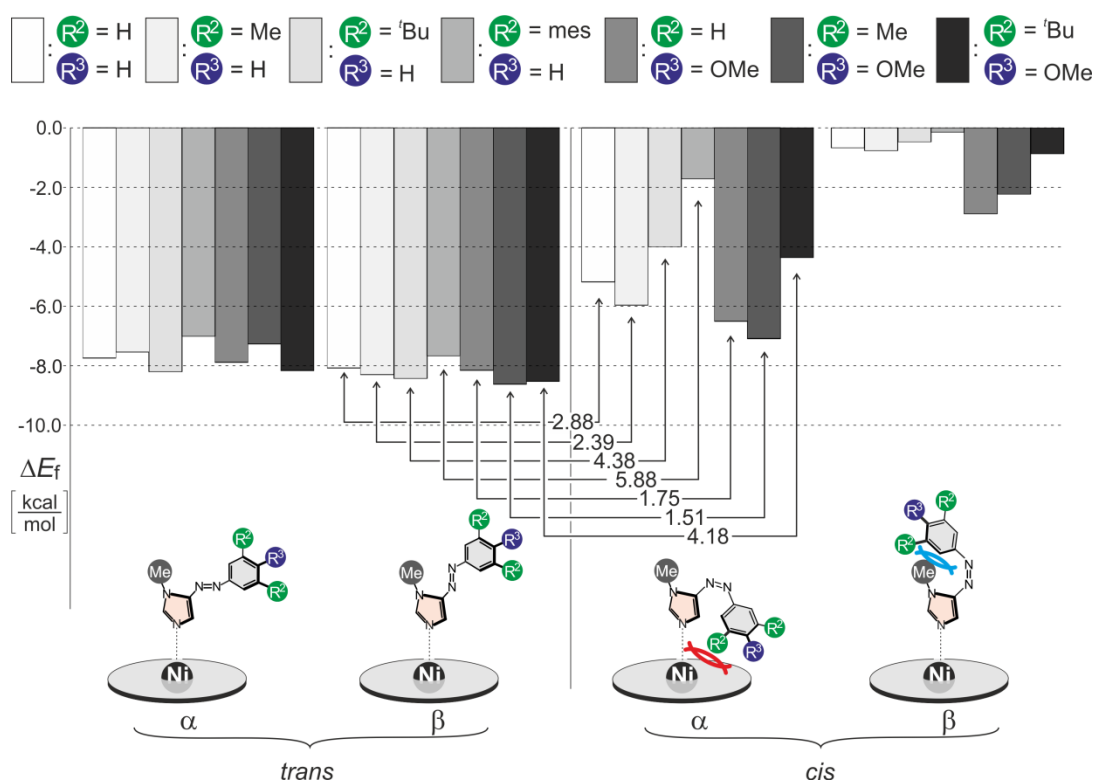 : R² = H : R² = Me : R² = ᵗBu : R² = mes : R² = H : R² = Me : R² = ᵗBu
R³ = H R³ = H R³ = H R³ = H R³ = OMe R³ = OMe R³ = OMe
0.0
-2.0
-4.0
-6.0
-8.0
-10.0
2.88
2.39
4.38
5.88
1.75
1.51
4.18
ΔEf
[kcal
mol]
R² R³ R² Me N N N N Ni
R² R³ R² Me N N N N Ni
Me N N N N R² R² R³ Ni
R² R³ R² Me N N N N Ni
α β α β
trans cis